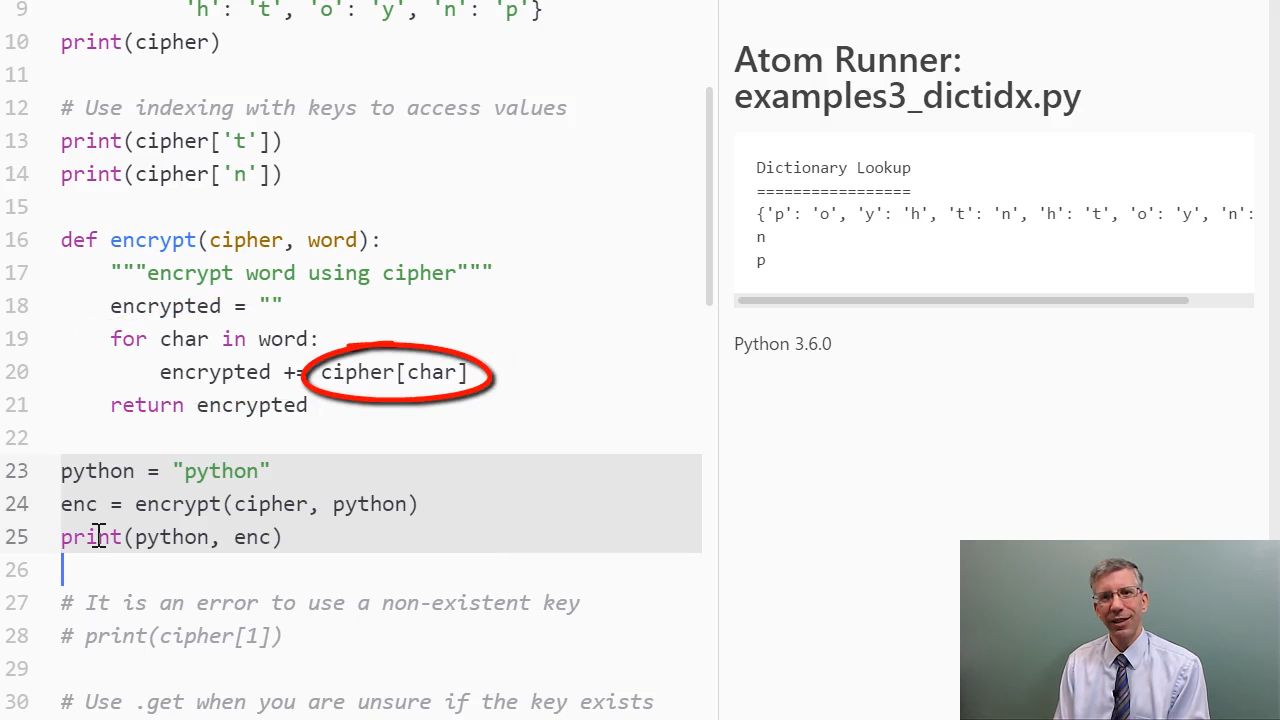 9 'h': 't', 'o': 'y', 'n': 'p'}
10 print(cipher)
11
12 # Use indexing with keys to access values
13 print(cipher['t'])
14 print(cipher['n'])
15
16 def encrypt(cipher, word):
17 """encrypt word using cipher"""
18 encrypted = ""
19 for char in word:
20 encrypted += cipher[char]
21 return encrypted
22
23 python = "python"
24 enc = encrypt(cipher, python)
25 print(python, enc)
26
27 # It is an error to use a non-existent key
28 # print(cipher[1])
29
30 # Use .get when you are unsure if the key exists
Atom Runner:
examples3_dictidx.py
Dictionary Lookup
=================
{'p': 'o', 'y': 'h', 't': 'n', 'h': 't', 'o': 'y', 'n':
n
p
Python 3.6.0